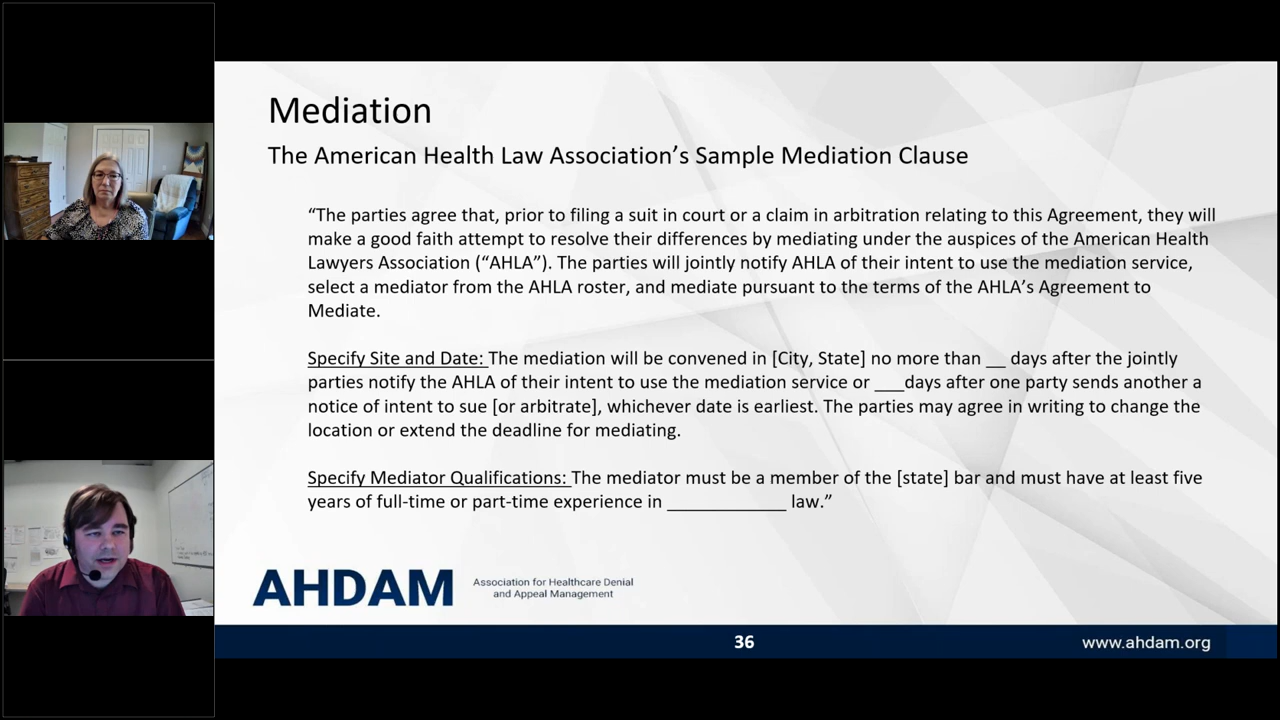 Mediation
The American Health Law Association's Sample Mediation Clause
“The parties agree that, prior to filing a suit in court or a claim in arbitration relating to this Agreement, they will
make a good faith attempt to resolve their differences by mediating under the auspices of the American Health
Lawyers Association (“AHLA”). The parties will jointly notify AHLA of their intent to use the mediation service,
select a mediator from the AHLA roster, and mediate pursuant to the terms of the AHLA’s Agreement to
Mediate.
Specify Site and Date: The mediation will be convened in [City, State] no more than __ days after the jointly
parties notify the AHLA of their intent to use the mediation service or ___days after one party sends another a
notice of intent to sue [or arbitrate], whichever date is earliest. The parties may agree in writing to change the
location or extend the deadline for mediating.
Specify Mediator Qualifications: The mediator must be a member of the [state] bar and must have at least five
years of full-time or part-time experience in ____________ law.”
AHDAM
Association for Healthcare Denial
and Appeal Management
36
www.ahdam.org